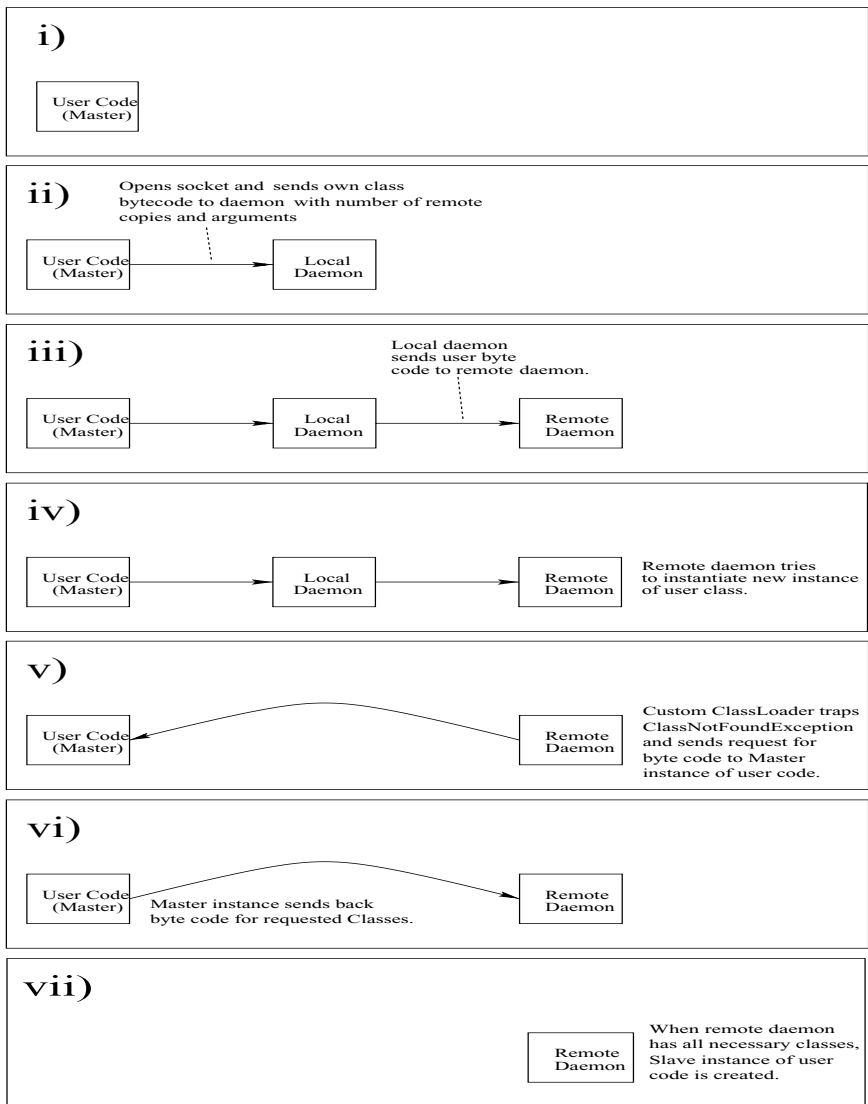 i)
User Code
(Master)
ii)
Opens socket and sends own class
bytecode to daemon with number of remote
copies and arguments
User Code
(Master)
Local
Daemon
iii)
Local daemon
sends user byte
code to remote daemon.
User Code
(Master)
Local
Daemon
Remote
Daemon
iv)
User Code
(Master)
Local
Daemon
Remote
Daemon
Remote daemon tries
to instantiate new instance
of user class.
v)
User Code
(Master)
Remote
Daemon
Custom ClassLoader traps
ClassNotFoundException
and sends request for
byte code to Master
instance of user code.
vi)
User Code
(Master)
Master instance sends back
byte code for requested Classes.
Remote
Daemon
vii)
Remote
Daemon
When remote daemon
has all necessary classes,
Slave instance of user
code is created.